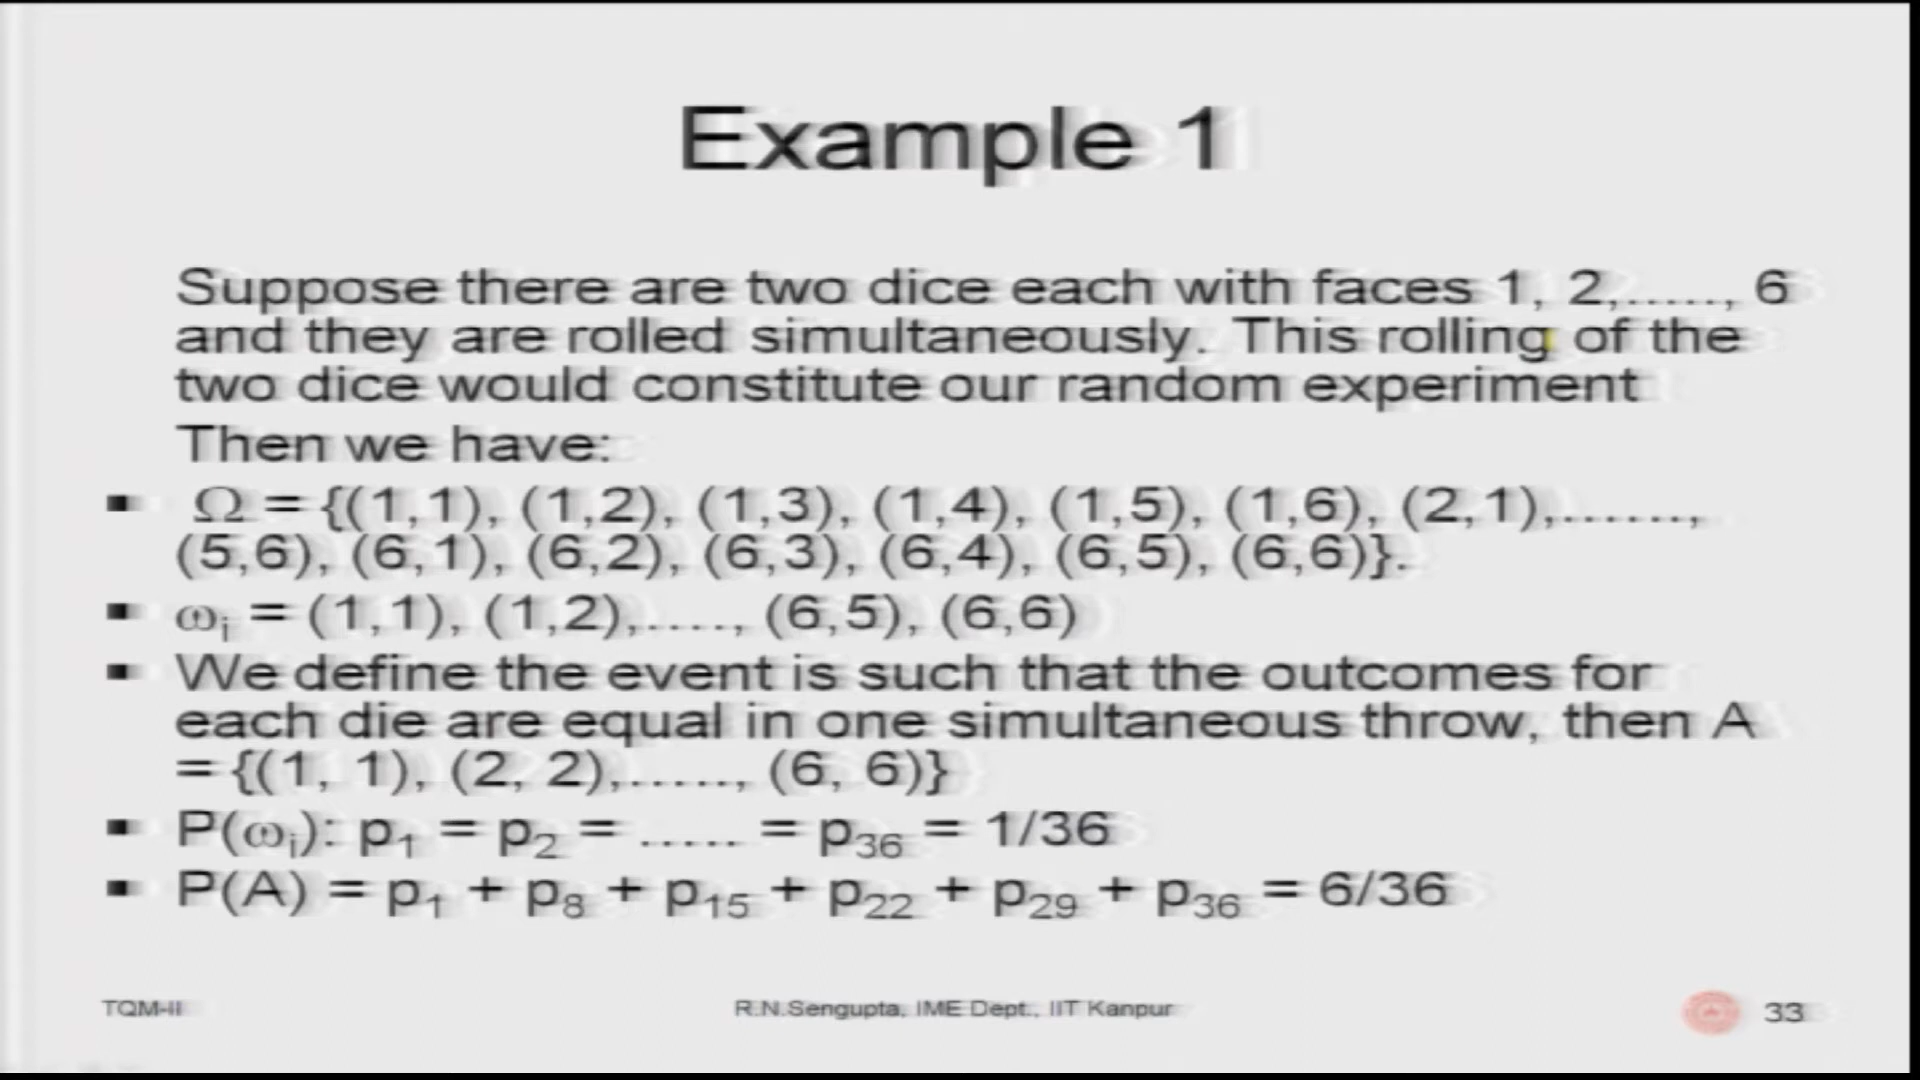 Example 1
Suppose there are two dice each with faces 1, 2,....., 6
and they are rolled simultaneously. This rolling of the
two dice would constitute our random experiment
Then we have:
▪ Ω = {(1,1), (1,2), (1,3), (1,4), (1,5), (1,6), (2,1),......,
(5,6), (6,1), (6,2), (6,3), (6,4), (6,5), (6,6)}.
▪ ωᵢ = (1,1), (1,2),...., (6,5), (6,6)
▪ We define the event is such that the outcomes for
each die are equal in one simultaneous throw, then A
= {(1, 1), (2, 2),....., (6, 6)}
▪ P(ωᵢ): p₁ = p₂ = ..... = p₃₆ = 1/36
▪ P(A) = p₁ + p₈ + p₁₅ + p₂₂ + p₂₉ + p₃₆ = 6/36
TQM-II R.N.Sengupta, IME Dept., IIT Kanpur 33